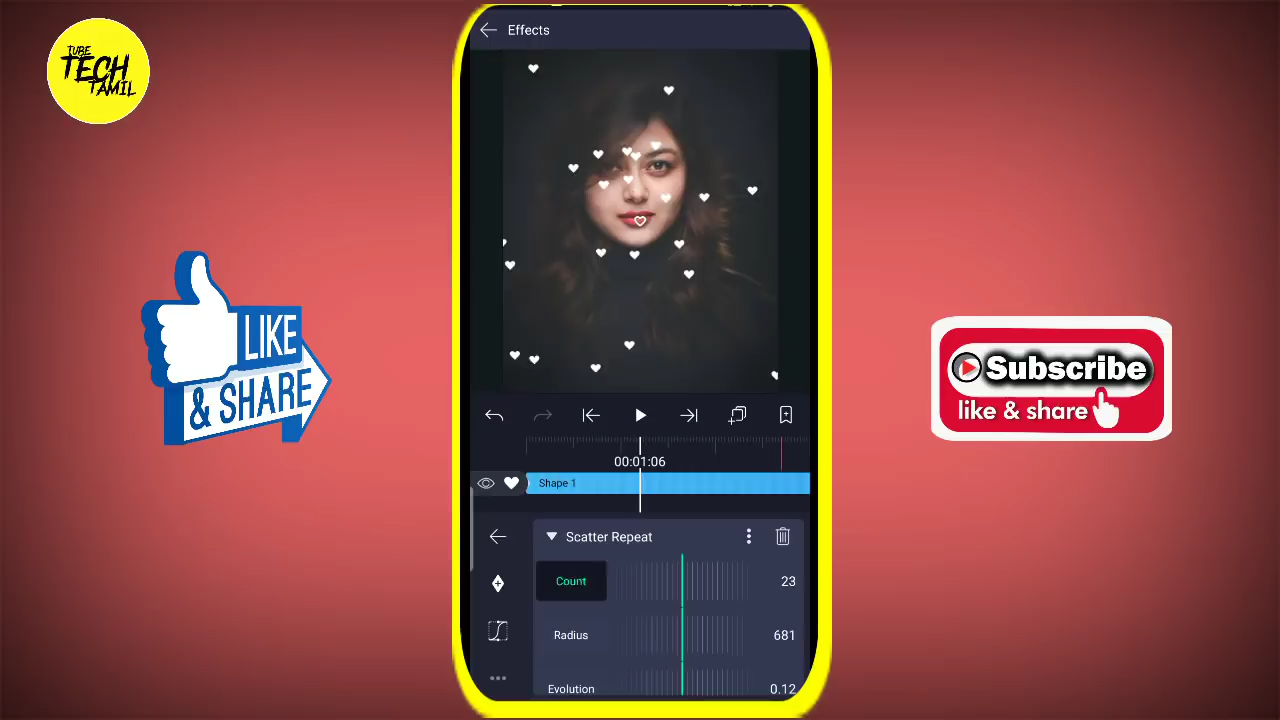 TUBE
TECH
TAMIL
Effects
LIKE
& SHARE
Subscribe
like & share
00:01:06
Shape 1
Scatter Repeat
Count
23
Radius
681
Evolution
0.12